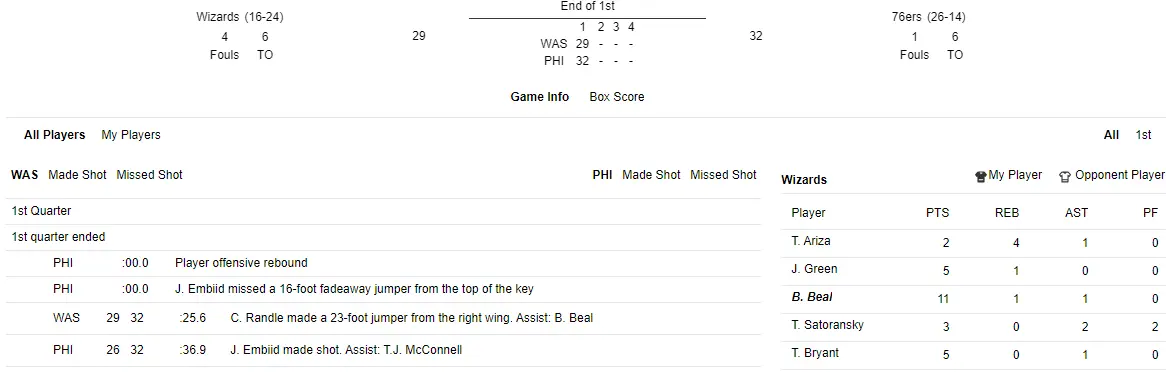 End of 1st
Wizards (16-24)
76ers (26-14)
1 2 3 4
4 6
29
WAS 29 - - -
32
1 6
Fouls TO
PHI 32 - - -
Fouls TO
Game Info Box Score
All Players My Players
All 1st
WAS Made Shot Missed Shot
PHI Made Shot Missed Shot
1st Quarter
1st quarter ended
PHI :00.0 Player offensive rebound
PHI :00.0 J. Embiid missed a 16-foot fadeaway jumper from the top of the key
WAS 29 32 :25.6 C. Randle made a 23-foot jumper from the right wing. Assist: B. Beal
PHI 26 32 :36.9 J. Embiid made shot. Assist: T.J. McConnell
Wizards
My Player Opponent Player
Player PTS REB AST PF
T. Ariza 2 4 1 0
J. Green 5 1 0 0
B. Beal 11 1 1 0
T. Satoransky 3 0 2 2
T. Bryant 5 0 1 0